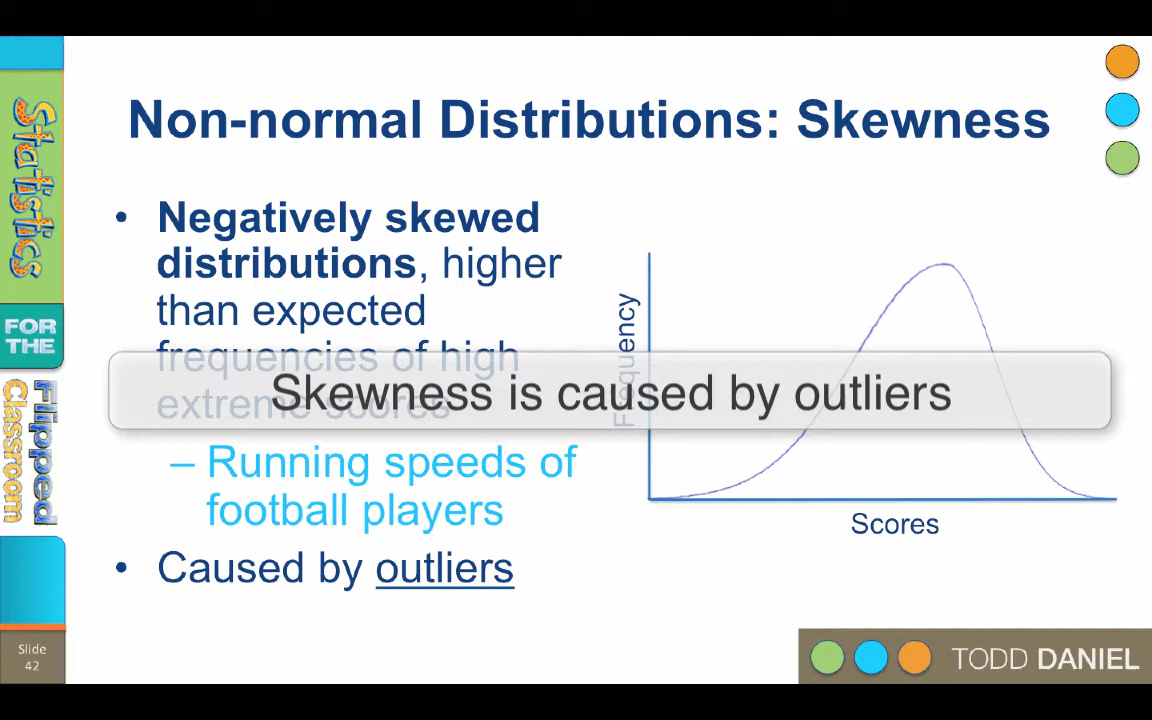 Non-normal Distributions: Skewness
• Negatively skewed
distributions, higher
than expected
frequencies of high
extreme scores
Skewness is caused by outliers
– Running speeds of
football players
• Caused by outliers
Frequency
Scores
Statistics
FOR
THE
Flipped
Classroom
Slide
42
TODD DANIEL